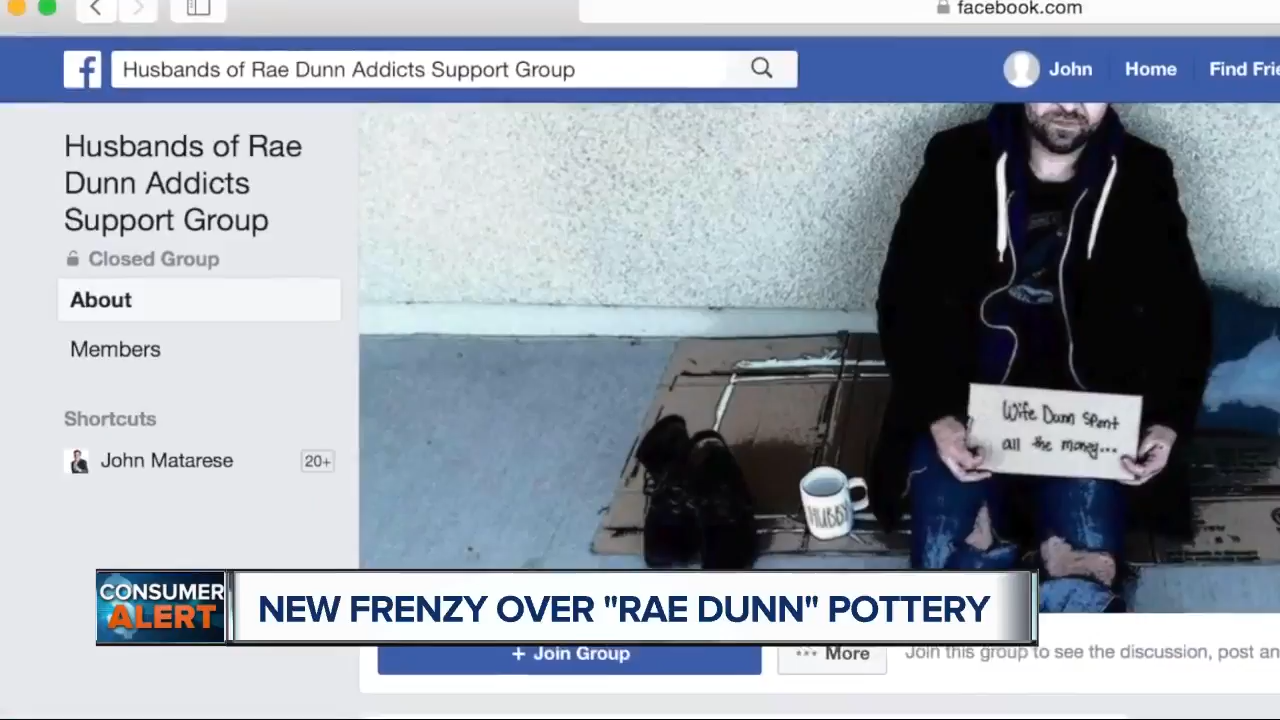 facebook.com
Husbands of Rae Dunn Addicts Support Group
John
Home
Find Frie
Husbands of Rae
Dunn Addicts
Support Group
Closed Group
About
Members
Shortcuts
John Matarese
20+
Wife Dunn spent
all the money...
HUBBY
CONSUMER
ALERT
NEW FRENZY OVER "RAE DUNN" POTTERY
+ Join Group
••• More
Join this group to see the discussion, post an